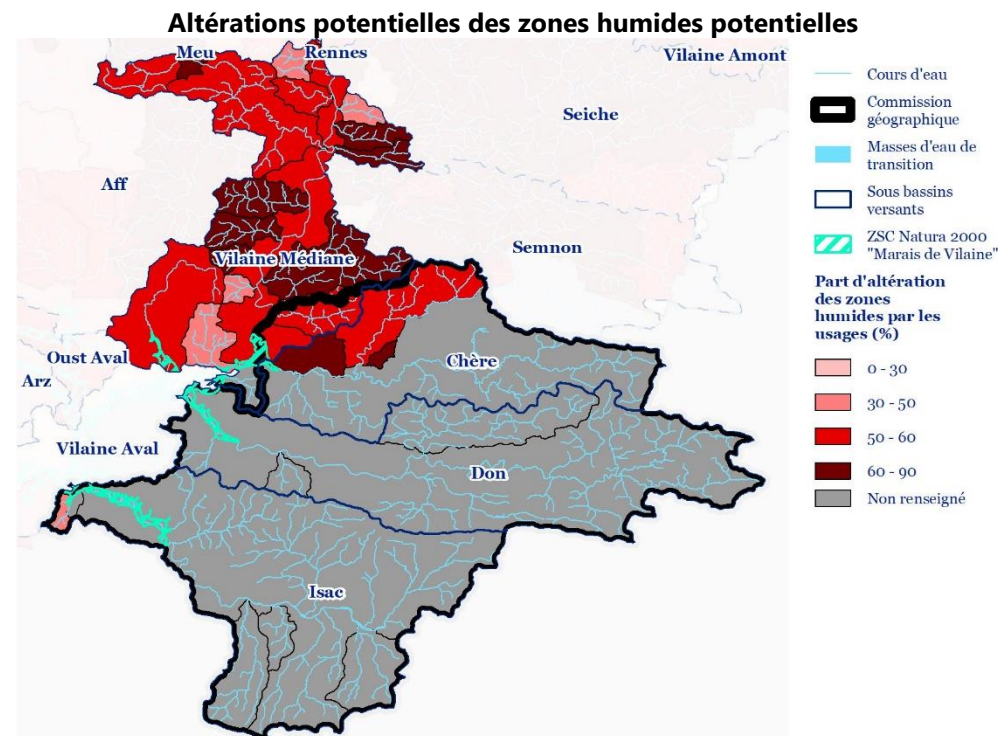 Altérations potentielles des zones humides potentielles
Meu
Rennes
Vilaine Amont
Seiche
Aff
Semnon
Vilaine Médiane
Oust Aval
Arz
Chère
Vilaine Aval
Don
Isac
Cours d'eau
Commission
géographique
Masses d'eau de
transition
Sous bassins
versants
ZSC Natura 2000
"Marais de Vilaine"
Part d'altération
des zones
humides par les
usages (%)
0 - 30
30 - 50
50 - 60
60 - 90
Non renseigné